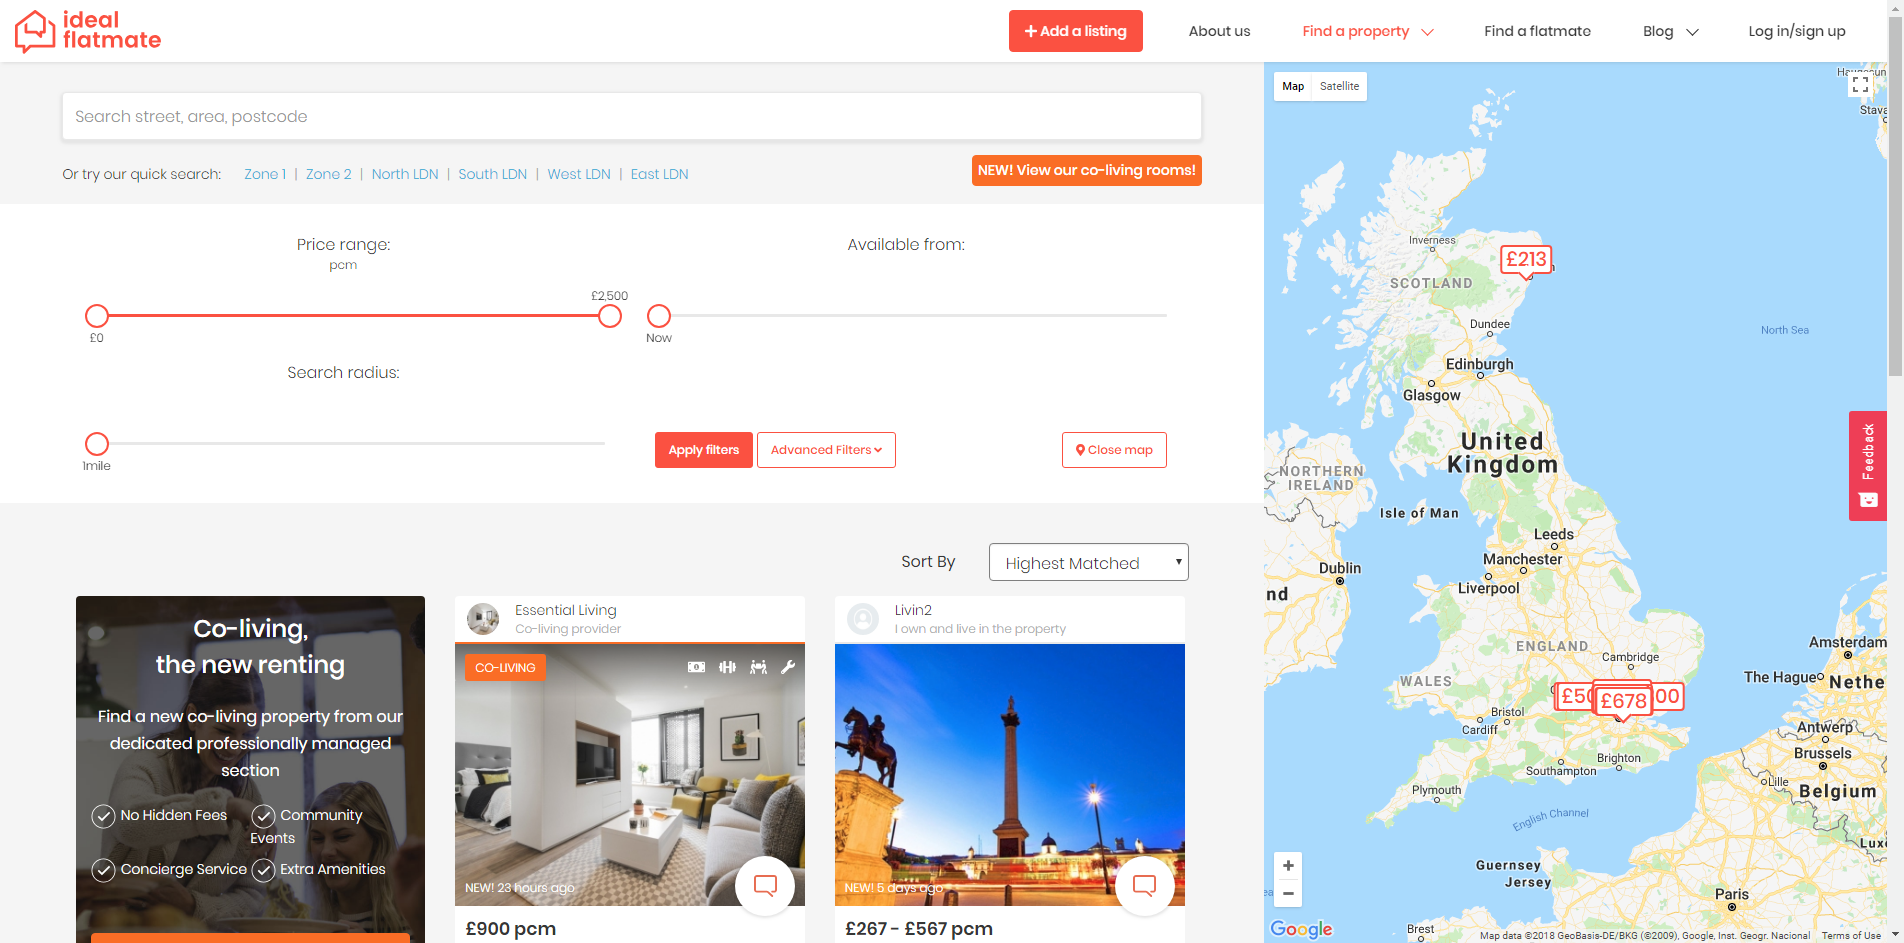 ideal
flatmate
Add a listing
About us
Find a property
Find a flatmate
Blog
Log in/sign up
Search street, area, postcode
Or try our quick search: Zone 1 | Zone 2 | North LDN | South LDN | West LDN | East LDN
NEW! View our co-living rooms!
Price range:
pcm
£2,500
£0
Available from:
Now
Search radius:
1mile
Apply filters
Advanced Filters
Close map
Sort By
Highest Matched
Co-living,
the new renting
Find a new co-living property from our
dedicated professionally managed
section
No Hidden Fees
Community
Events
Concierge Service
Extra Amenities
Essential Living
Co-living provider
CO-LIVING
NEW! 23 hours ago
£900 pcm
Livin2
I own and live in the property
NEW! 5 days ago
£267 - £567 pcm
Map
Satellite
Inverness
£213
SCOTLAND
Dundee
North Sea
Edinburgh
Glasgow
United
Kingdom
NORTHERN
IRELAND
Isle of Man
Leeds
Manchester
Dublin
Liverpool
nd
ENGLAND
Cambridge
Amsterdam
WALES
The Hague
Nethe
£50
£678
00
Bristol
Cardiff
Antwerp
Brighton
Brussels
Southampton
Lille
Plymouth
Belgium
English Channel
Luxe
Guernsey
Jersey
Paris
Brest
Feedback
Google
Map data ©2018 GeoBasis-DE/BKG (©2009), Google, Inst. Geogr. Nacional
Terms of Use